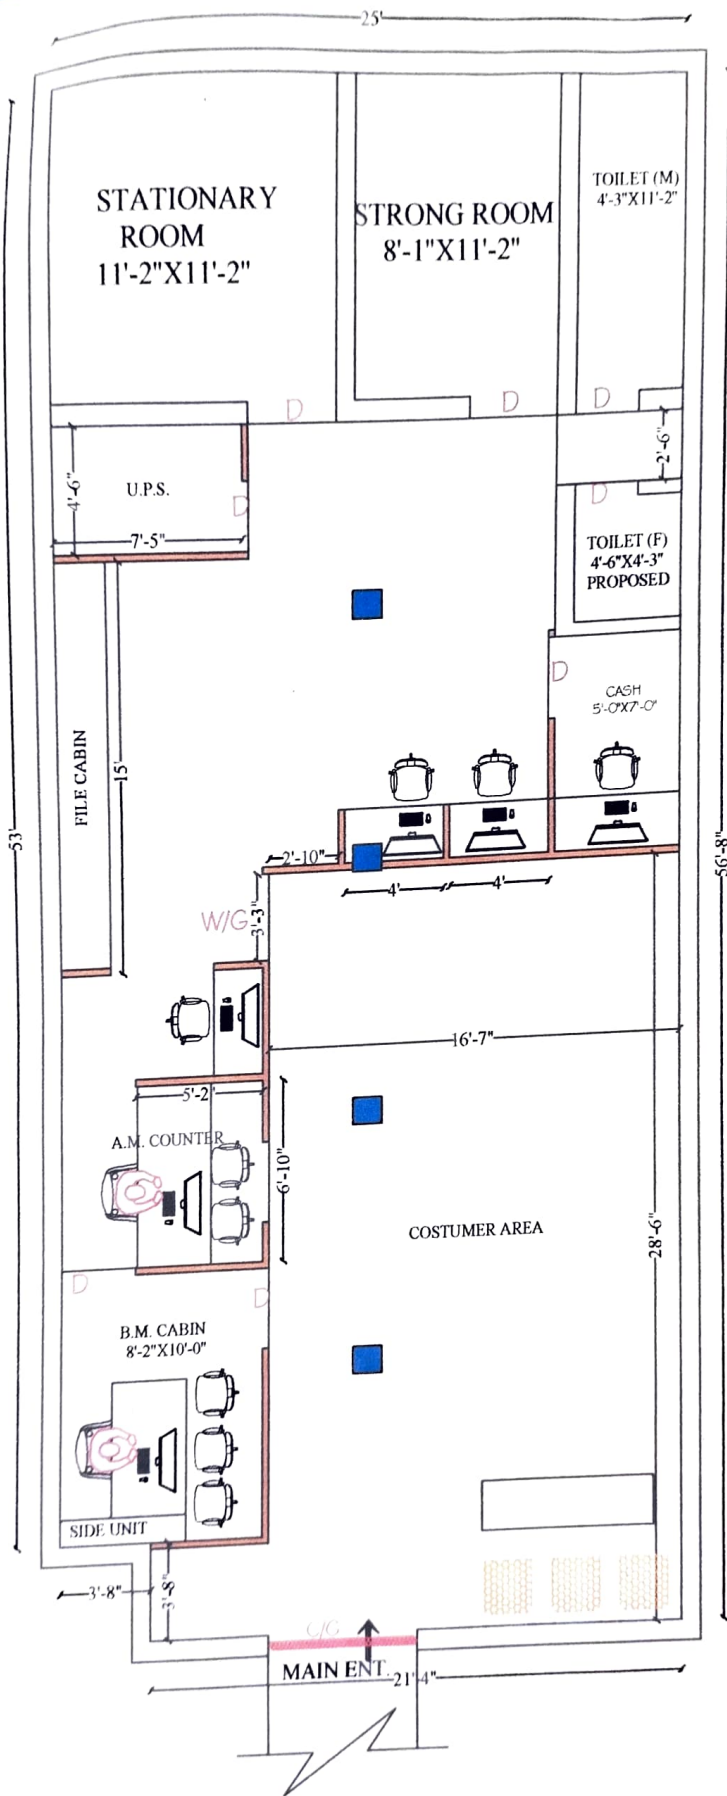 25'
STATIONARY
ROOM
11'-2"X11'-2"
STRONG ROOM
8'-1"X11'-2"
TOILET (M)
4'-3"X11'-2"
D
D
D
2'-6"
4'-6"
U.P.S.
D
7'-5"
D
TOILET (F)
4'-6"X4'-3"
PROPOSED
D
CASH
5'-0"X7'-0"
FILE CABIN
15'
53'
56'-8"
2'-10"
4'
4'
W/G
3'-3"
16'-7"
5'-2"
A.M. COUNTER
6'-10"
COSTUMER AREA
28'-6"
D
D
B.M. CABIN
8'-2"X10'-0"
SIDE UNIT
3'-8"
3'-8"
C/G
MAIN ENT.
21'-4"